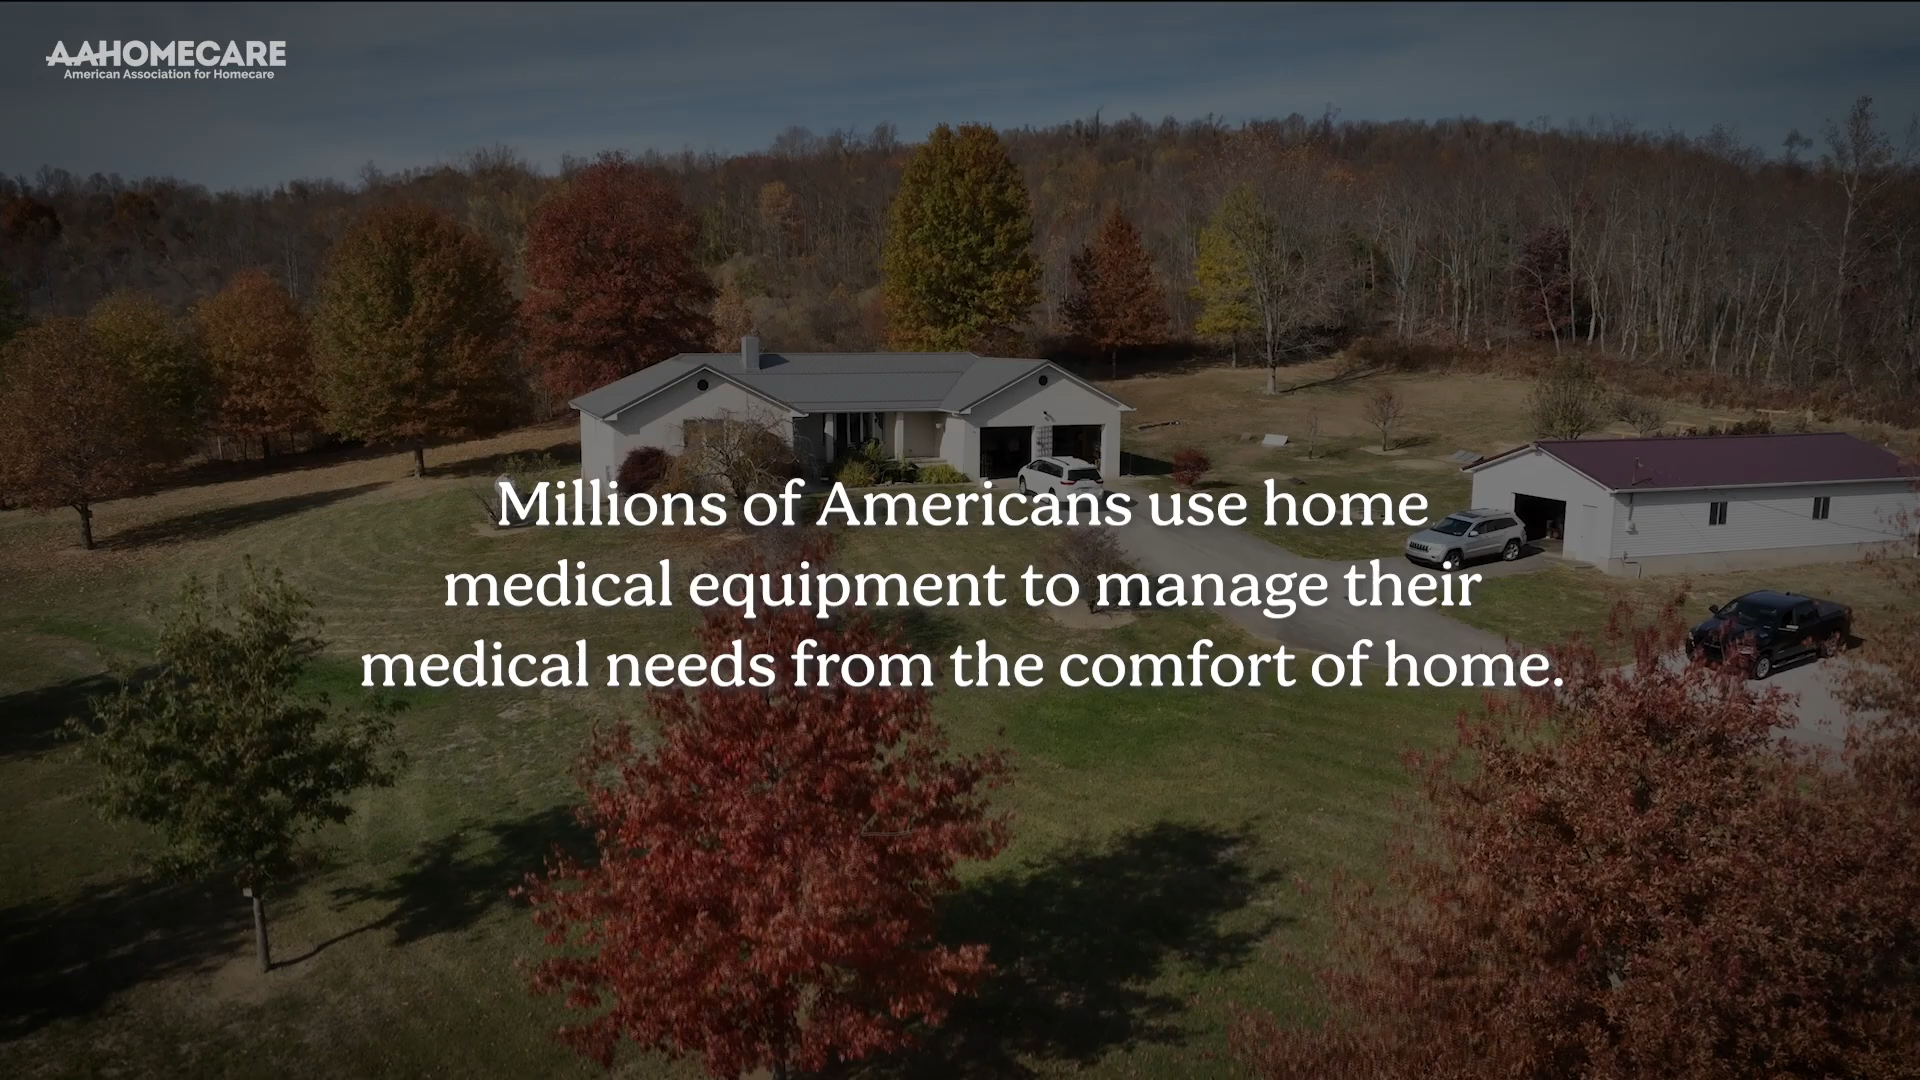 AAHOMECARE
American Association for Homecare
Millions of Americans use home
medical equipment to manage their
medical needs from the comfort of home.